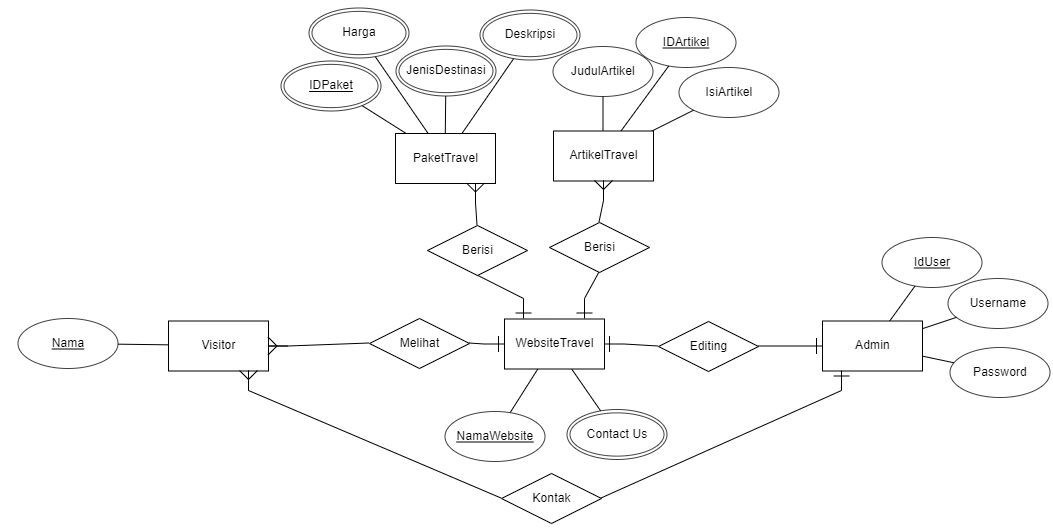 Harga
Deskripsi
IDArtikel
JenisDestinasi
JudulArtikel
IDPaket
IsiArtikel
PaketTravel
ArtikelTravel
Berisi
Berisi
IdUser
Username
Nama
Visitor
Melihat
WebsiteTravel
Editing
Admin
Password
NamaWebsite
Contact Us
Kontak